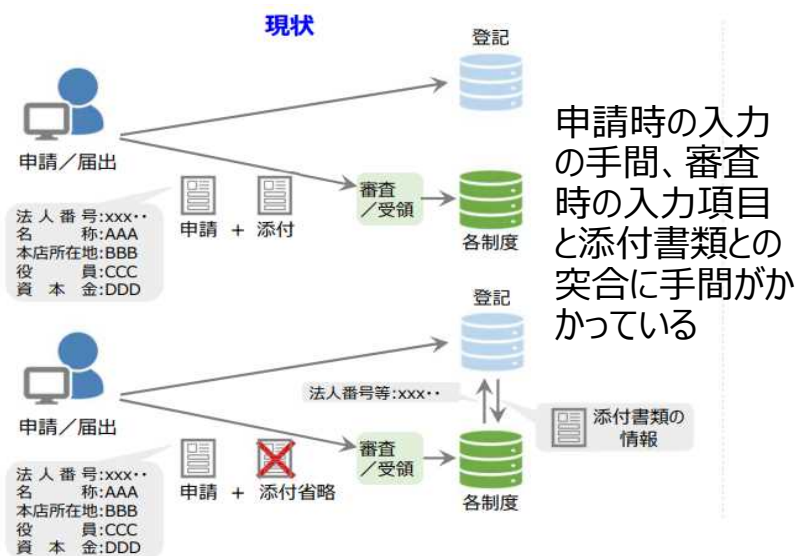 現状
登記
申請／届出
法人番号:xxx‥
名　　称:AAA
本店所在地:BBB
役　　員:CCC
資　本　金:DDD
申請 + 添付
審査
／受領
各制度
申請時の入力
の手間、審査
時の入力項目
と添付書類との
突合に手間がか
かっている
登記
申請／届出
法人番号等:xxx‥
添付書類の
情報
法人番号:xxx‥
名　　称:AAA
本店所在地:BBB
役　　員:CCC
資　本　金:DDD
申請 + 添付省略
審査
／受領
各制度